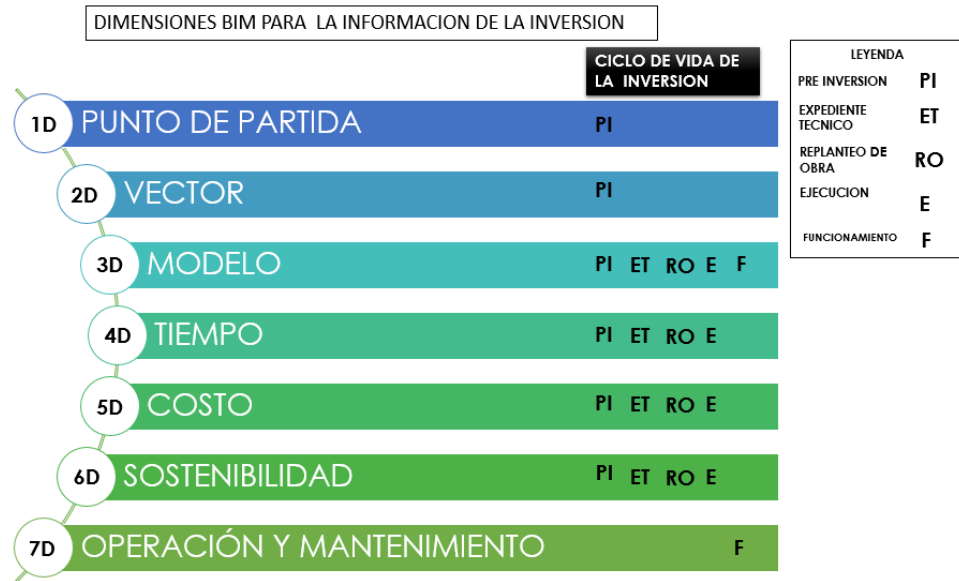 DIMENSIONES BIM PARA LA INFORMACION DE LA INVERSION
CICLO DE VIDA DE
LA INVERSION
1D PUNTO DE PARTIDA PI
2D VECTOR PI
3D MODELO PI ET RO E F
4D TIEMPO PI ET RO E
5D COSTO PI ET RO E
6D SOSTENIBILIDAD PI ET RO E
7D OPERACIÓN Y MANTENIMIENTO F
LEYENDA
PRE INVERSION PI
EXPEDIENTE
TECNICO ET
REPLANTEO DE
OBRA RO
EJECUCION E
FUNCIONAMIENTO F